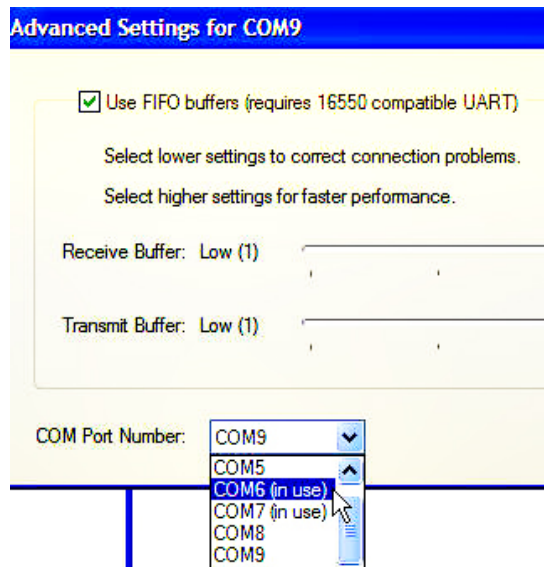 Advanced Settings for COM9
Use FIFO buffers (requires 16550 compatible UART)
Select lower settings to correct connection problems.
Select higher settings for faster performance.
Receive Buffer: Low (1)
Transmit Buffer: Low (1)
COM Port Number: COM9
COM5
COM6 (in use)
COM7 (in use)
COM8
COM9